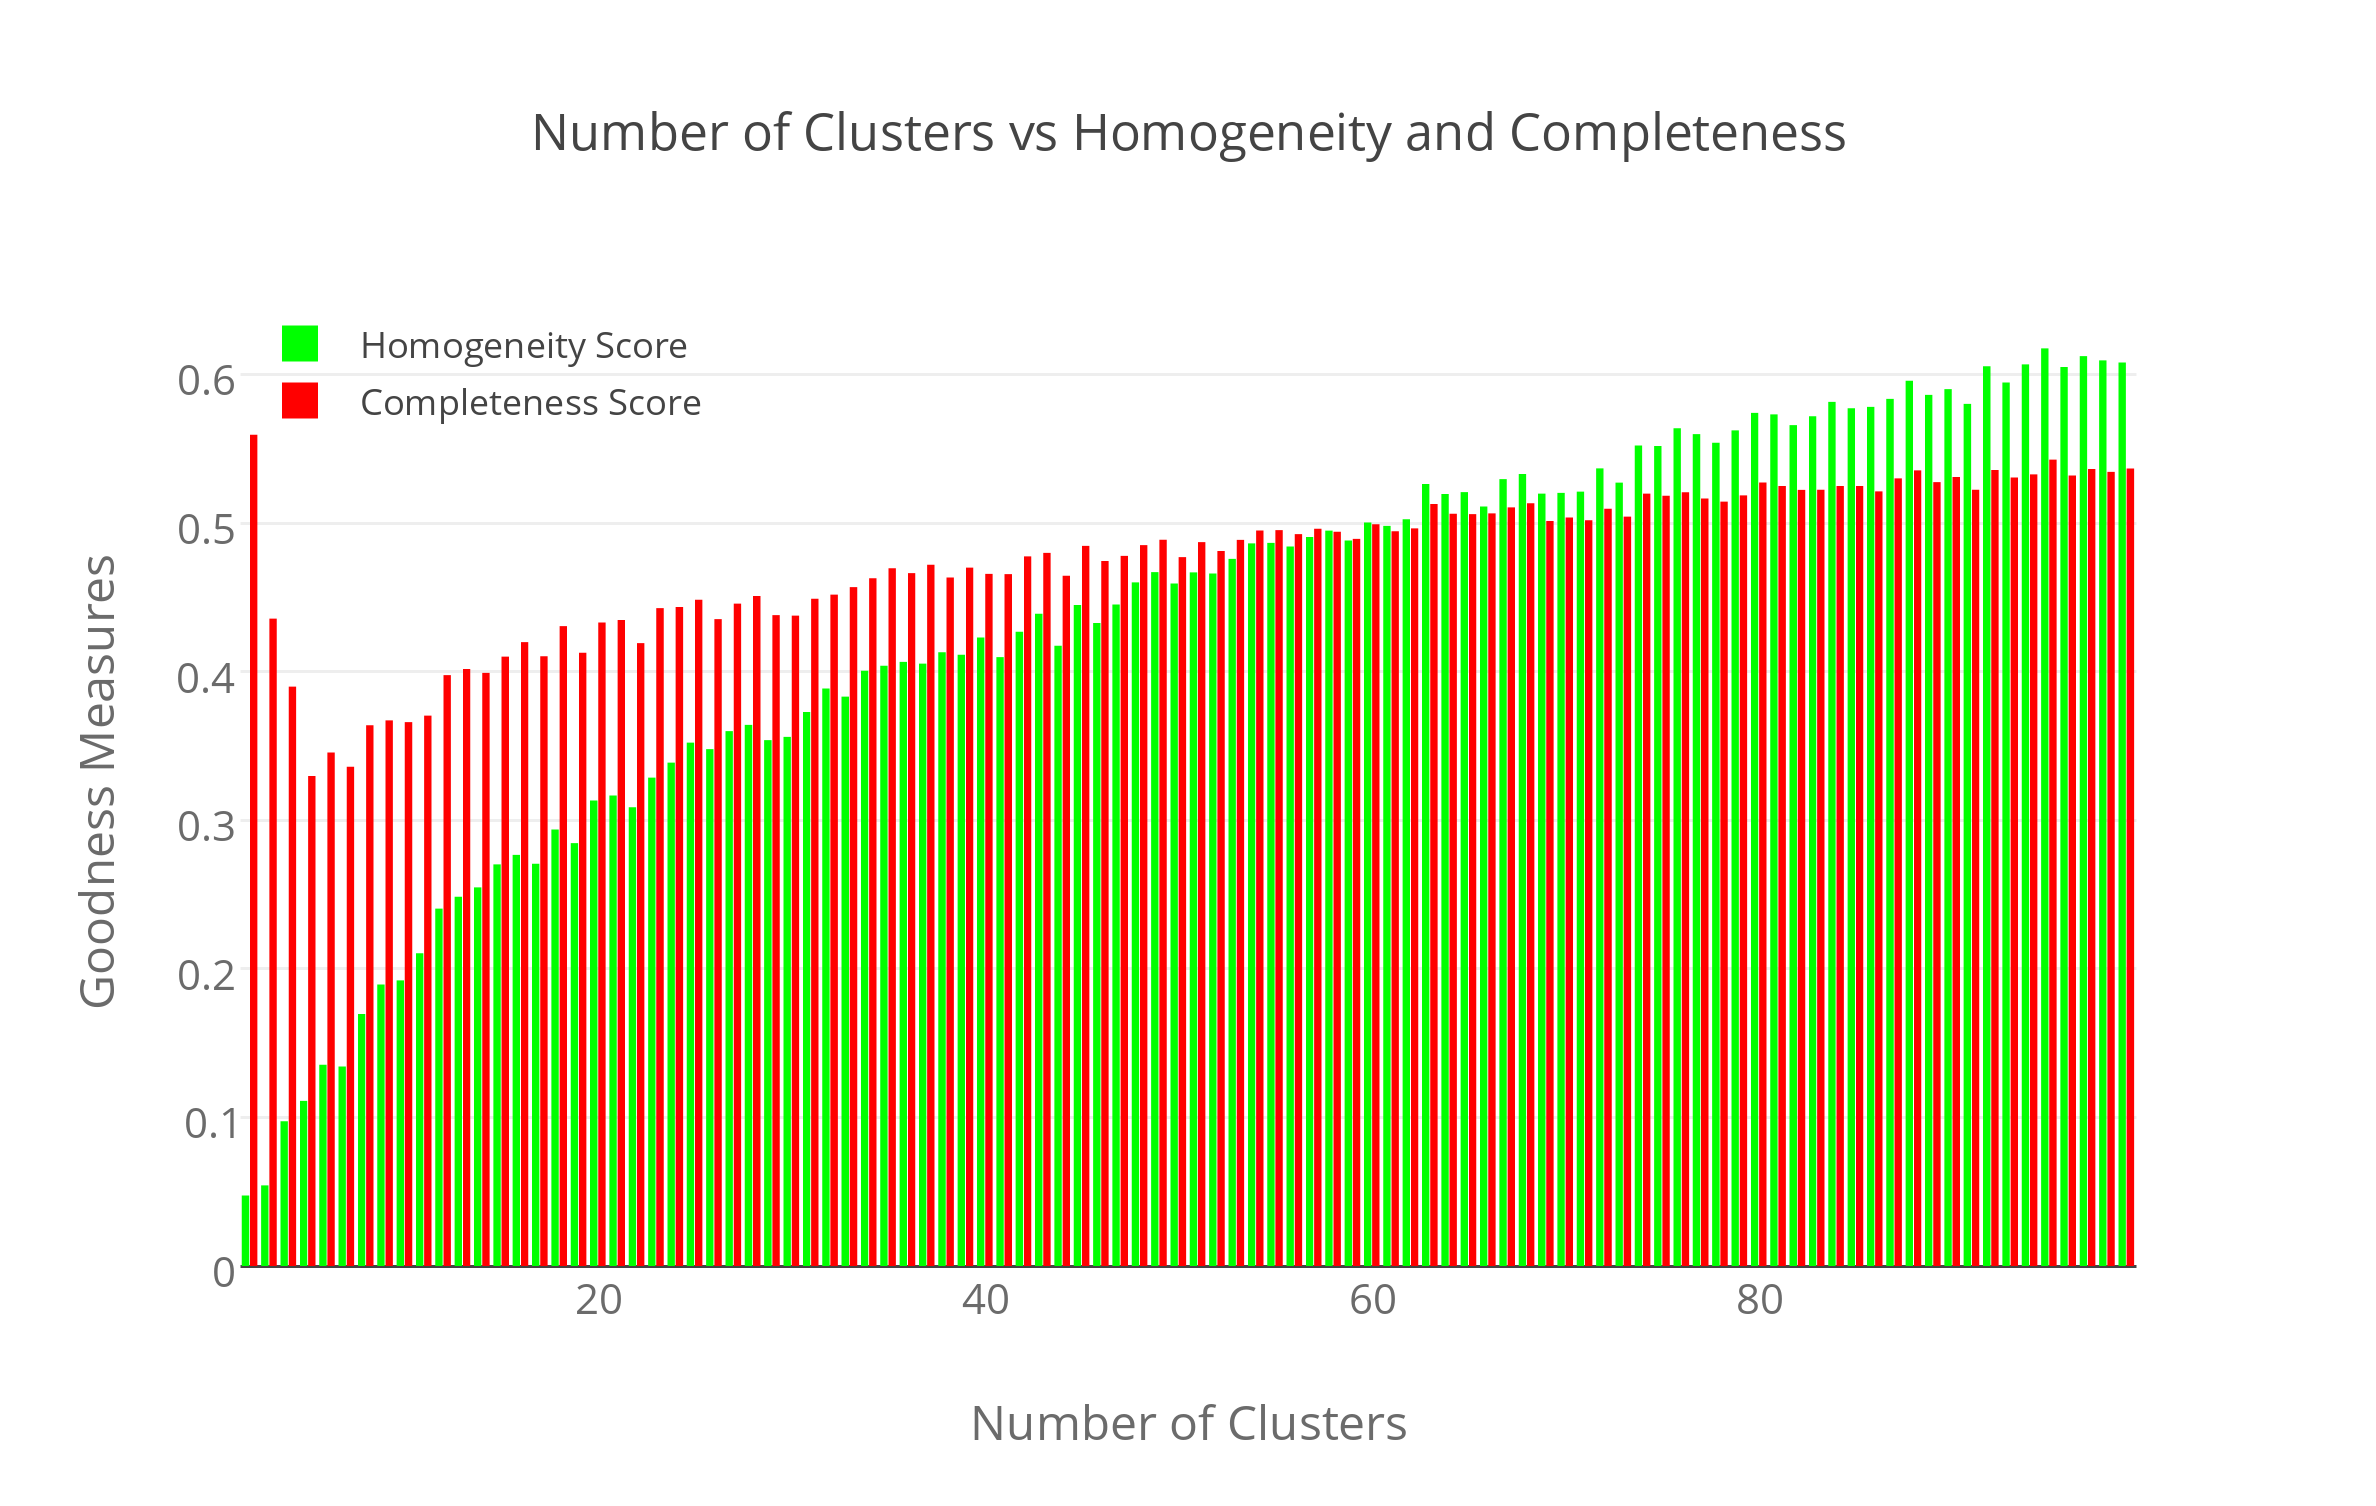 Number of Clusters vs Homogeneity and Completeness
Homogeneity Score
Completeness Score
0.6
0.5
0.4
0.3
0.2
0.1
0
Goodness Measures
20 40 60 80
Number of Clusters